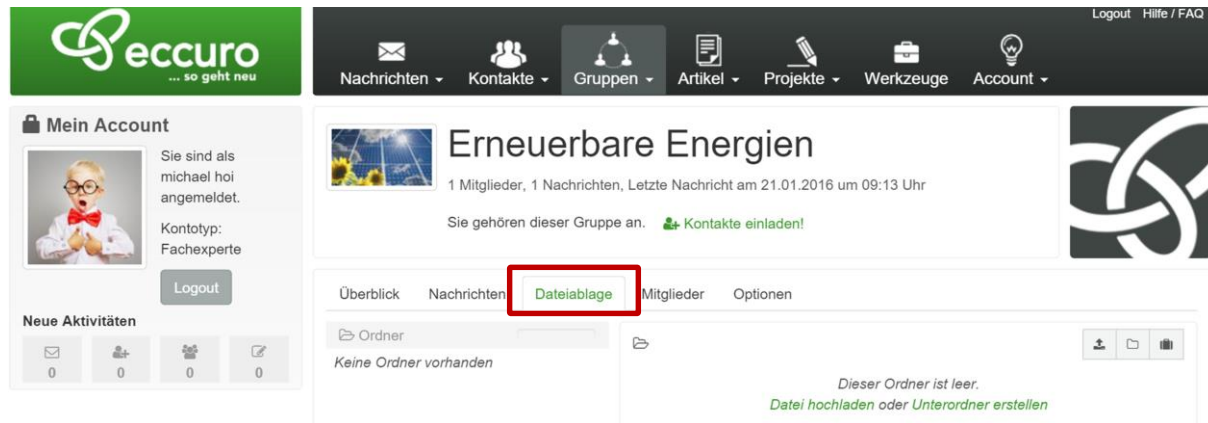 eccuro
... so geht neu
Logout Hilfe / FAQ
Nachrichten Kontakte Gruppen Artikel Projekte Werkzeuge Account
Mein Account
Sie sind als
michael hoi
angemeldet.
Kontotyp:
Fachexperte
Logout
Neue Aktivitäten
0 0 0 0
Erneuerbare Energien
1 Mitglieder, 1 Nachrichten, Letzte Nachricht am 21.01.2016 um 09:13 Uhr
Sie gehören dieser Gruppe an. Kontakte einladen!
Überblick Nachrichten Dateiablage Mitglieder Optionen
Ordner
Keine Ordner vorhanden
Dieser Ordner ist leer.
Datei hochladen oder Unterordner erstellen